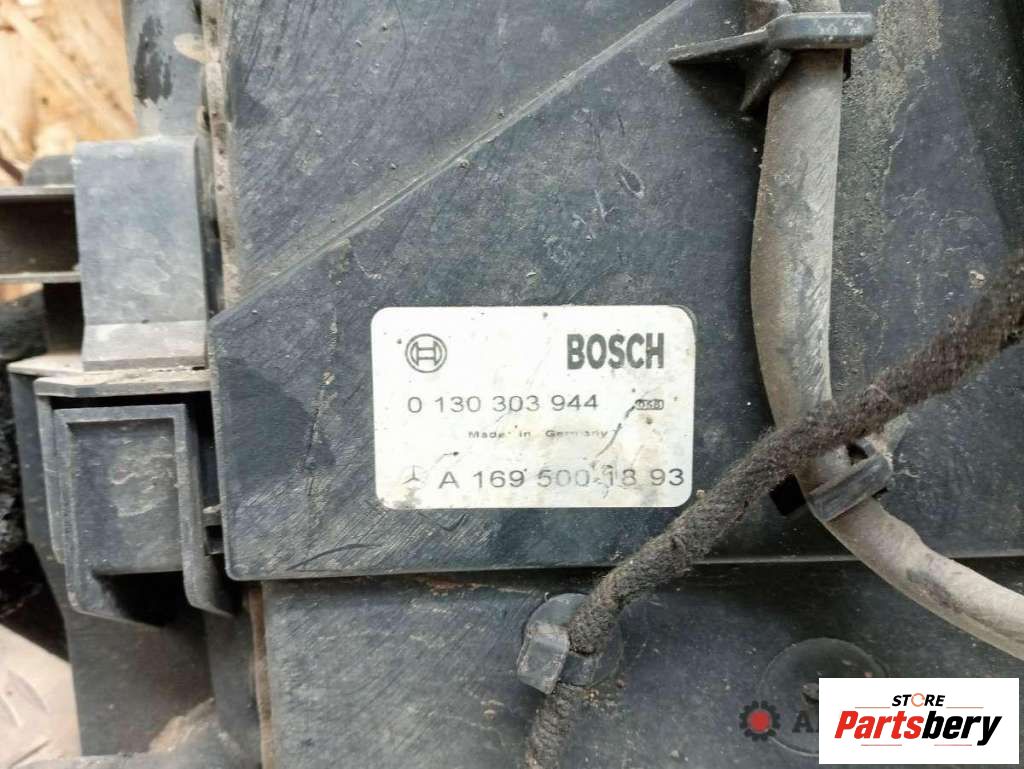 BOSCH
0 130 303 944
Made in Germany
A 169 500 18 93
STORE
Partsbery